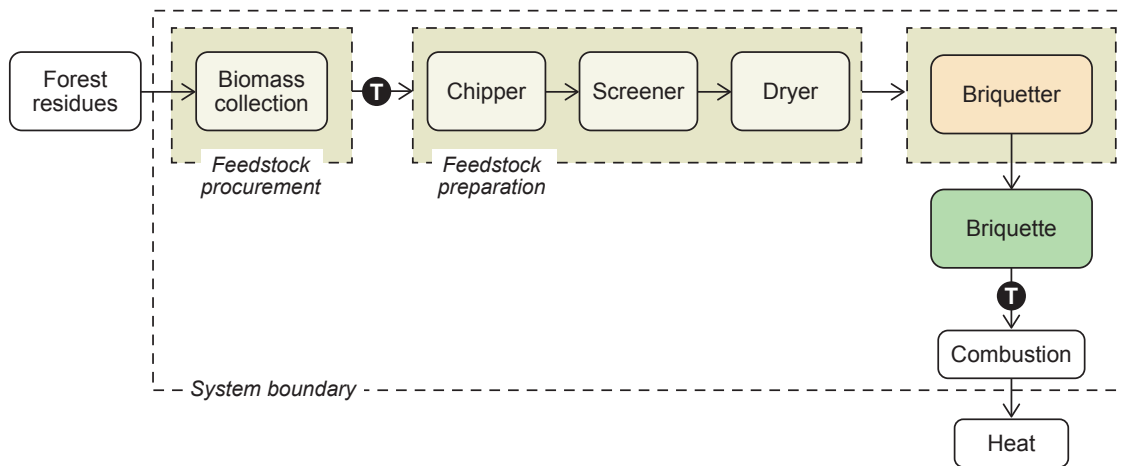 Forest
residues
Biomass
collection
T
Chipper
Screener
Dryer
Briquetter
Feedstock
procurement
Feedstock
preparation
Briquette
T
Combustion
System boundary
Heat